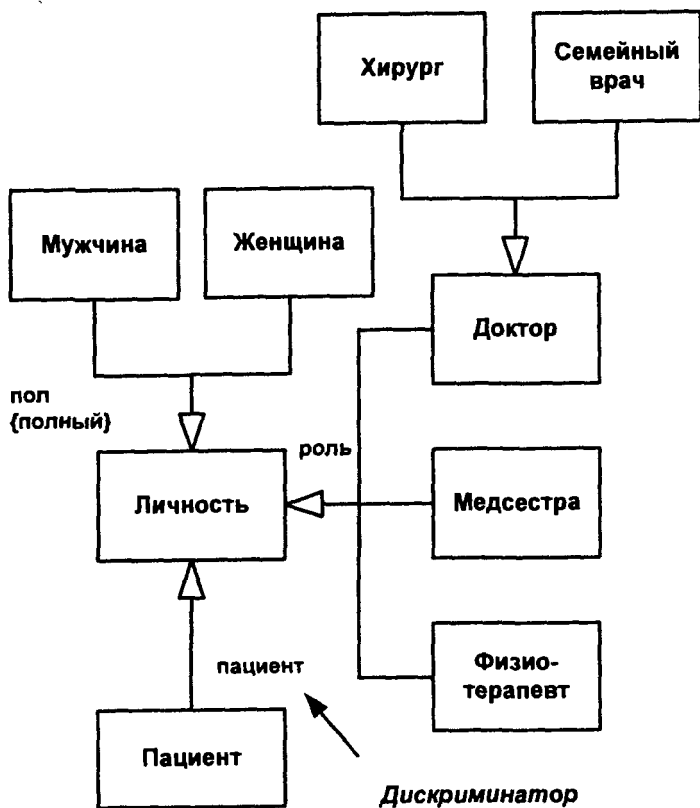 Хирург
Семейный
врач
Мужчина
Женщина
Доктор
пол
{полный}
роль
Личность
Медсестра
пациент
Физио-
терапевт
Пациент
Дискриминатор